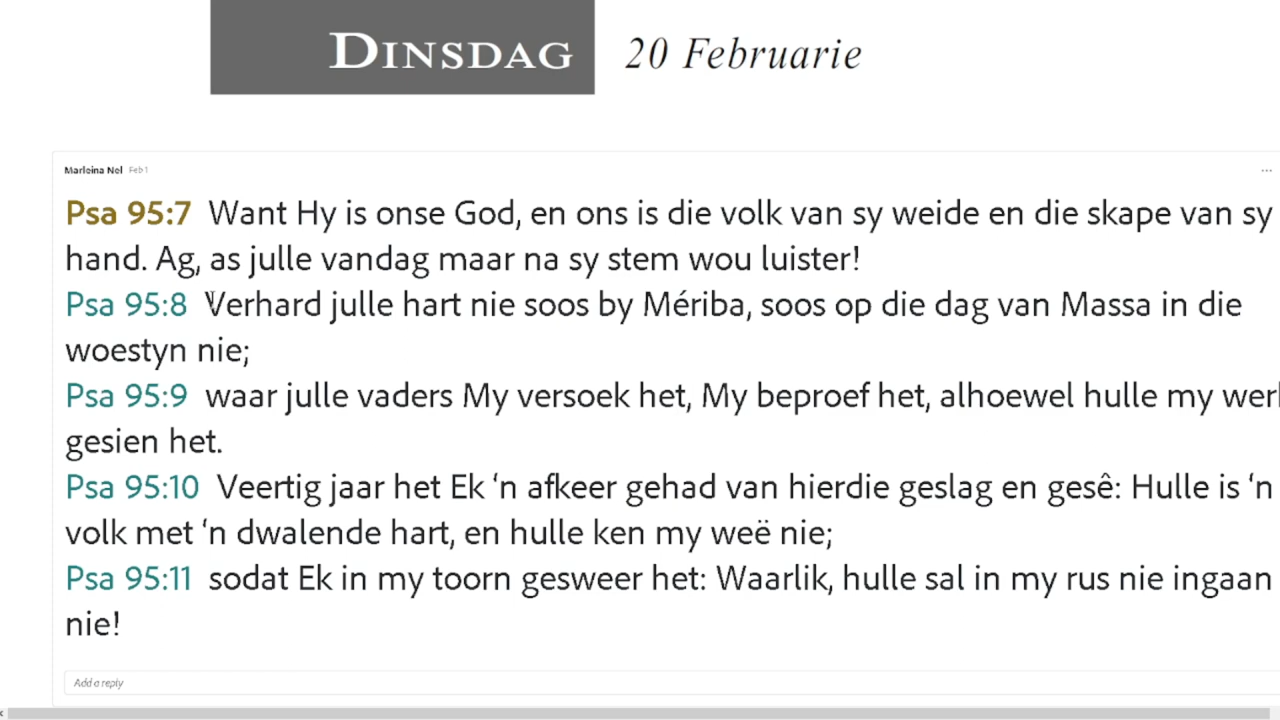 DINSDAG 20 Februarie
Marleina Nel Feb 1
Psa 95:7 Want Hy is onse God, en ons is die volk van sy weide en die skape van sy
hand. Ag, as julle vandag maar na sy stem wou luister!
Psa 95:8 Verhard julle hart nie soos by Mériba, soos op die dag van Massa in die
woestyn nie;
Psa 95:9 waar julle vaders My versoek het, My beproef het, alhoewel hulle my
gesien het.
Psa 95:10 Veertig jaar het Ek ‘n afkeer gehad van hierdie geslag en gesê: Hulle is ‘n
volk met ‘n dwalende hart, en hulle ken my weë nie;
Psa 95:11 sodat Ek in my toorn gesweer het: Waarlik, hulle sal in my rus nie ingaan
nie!
Add a reply